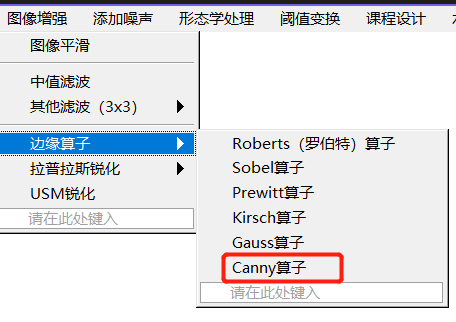 图像增强 添加噪声 形态学处理 阈值变换 课程设计
图像平滑
中值滤波
其他滤波（3x3）
边缘算子
拉普拉斯锐化
USM锐化
请在此处键入
Roberts（罗伯特）算子
Sobel算子
Prewitt算子
Kirsch算子
Gauss算子
Canny算子
请在此处键入